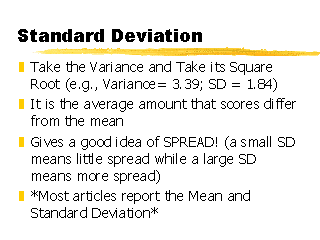 Standard Deviation
Take the Variance and Take its Square
Root (e.g., Variance= 3.39; SD = 1.84)
It is the average amount that scores differ
from the mean
Gives a good idea of SPREAD! (a small SD
means little spread while a large SD
means more spread)
*Most articles report the Mean and
Standard Deviation*